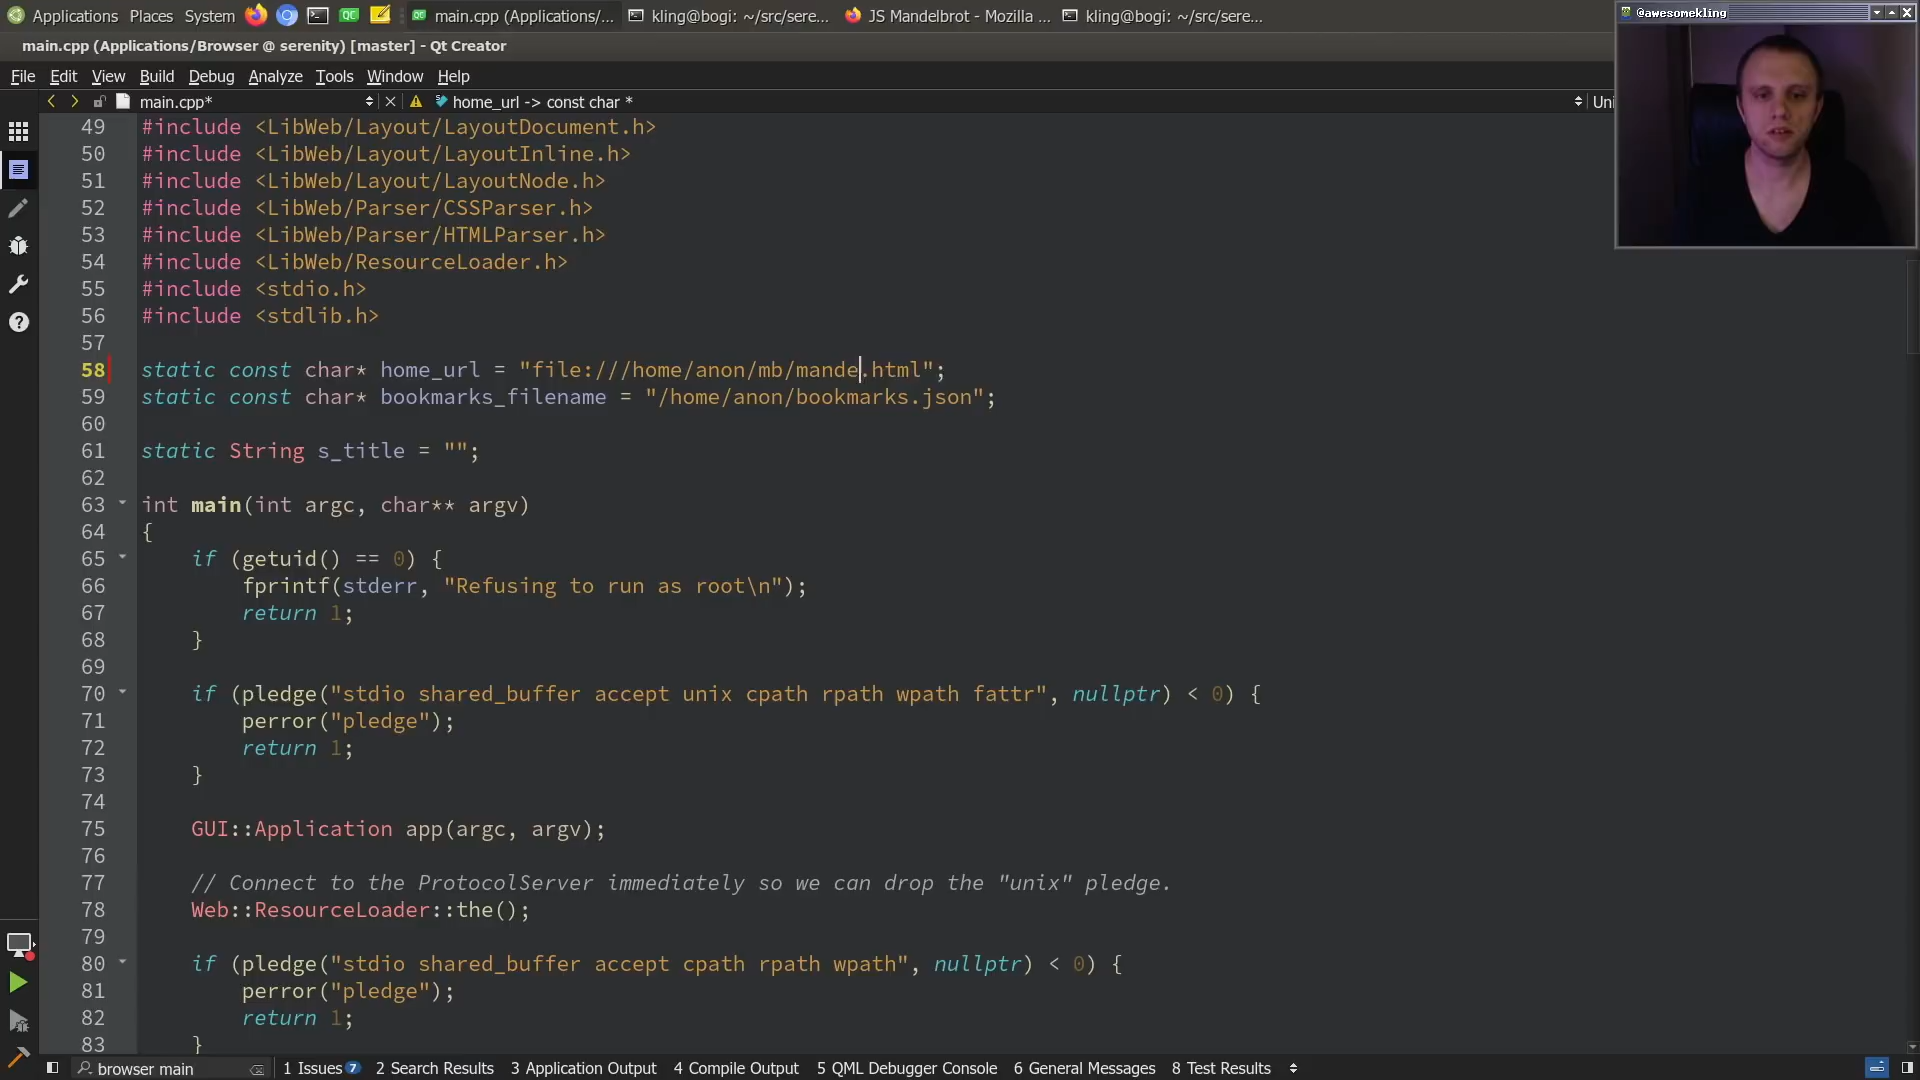 Applications Places System main.cpp (Applications/... kling@bogi: ~/src/sere... JS Mandelbrot - Mozilla ... kling@bogi: ~/src/sere...
@awesomekling
main.cpp (Applications/Browser @ serenity) [master] - Qt Creator
File Edit View Build Debug Analyze Tools Window Help
main.cpp* home_url -> const char * Uni
49 #include <LibWeb/Layout/LayoutDocument.h>
50 #include <LibWeb/Layout/LayoutInline.h>
51 #include <LibWeb/Layout/LayoutNode.h>
52 #include <LibWeb/Parser/CSSParser.h>
53 #include <LibWeb/Parser/HTMLParser.h>
54 #include <LibWeb/ResourceLoader.h>
55 #include <stdio.h>
56 #include <stdlib.h>
57
58 static const char* home_url = "file:///home/anon/mb/mande.html";
59 static const char* bookmarks_filename = "/home/anon/bookmarks.json";
60
61 static String s_title = "";
62
63 int main(int argc, char** argv)
64 {
65 if (getuid() == 0) {
66 fprintf(stderr, "Refusing to run as root\n");
67 return 1;
68 }
69
70 if (pledge("stdio shared_buffer accept unix cpath rpath wpath fattr", nullptr) < 0) {
71 perror("pledge");
72 return 1;
73 }
74
75 GUI::Application app(argc, argv);
76
77 // Connect to the ProtocolServer immediately so we can drop the "unix" pledge.
78 Web::ResourceLoader::the();
79
80 if (pledge("stdio shared_buffer accept cpath rpath wpath", nullptr) < 0) {
81 perror("pledge");
82 return 1;
83 }
browser main 1 Issues 7 2 Search Results 3 Application Output 4 Compile Output 5 QML Debugger Console 6 General Messages 8 Test Results